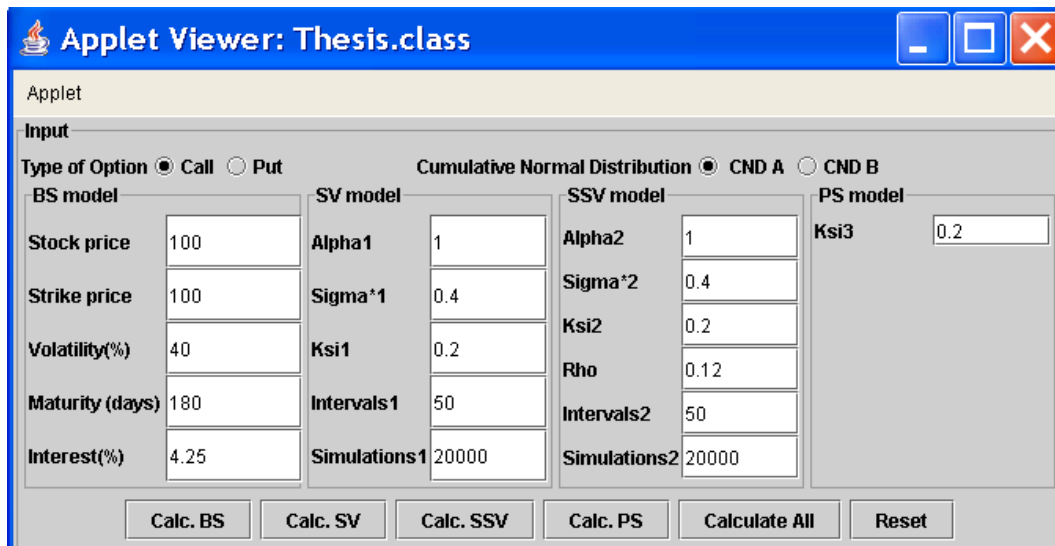 Applet Viewer: Thesis.class
Applet
Input
Type of Option Call Put Cumulative Normal Distribution CND A CND B
BS model
Stock price 100
Strike price 100
Volatility(%) 40
Maturity (days) 180
Interest(%) 4.25
SV model
Alpha1 1
Sigma*1 0.4
Ksi1 0.2
Intervals1 50
Simulations1 20000
SSV model
Alpha2 1
Sigma*2 0.4
Ksi2 0.2
Rho 0.12
Intervals2 50
Simulations2 20000
PS model
Ksi3 0.2
Calc. BS Calc. SV Calc. SSV Calc. PS Calculate All Reset